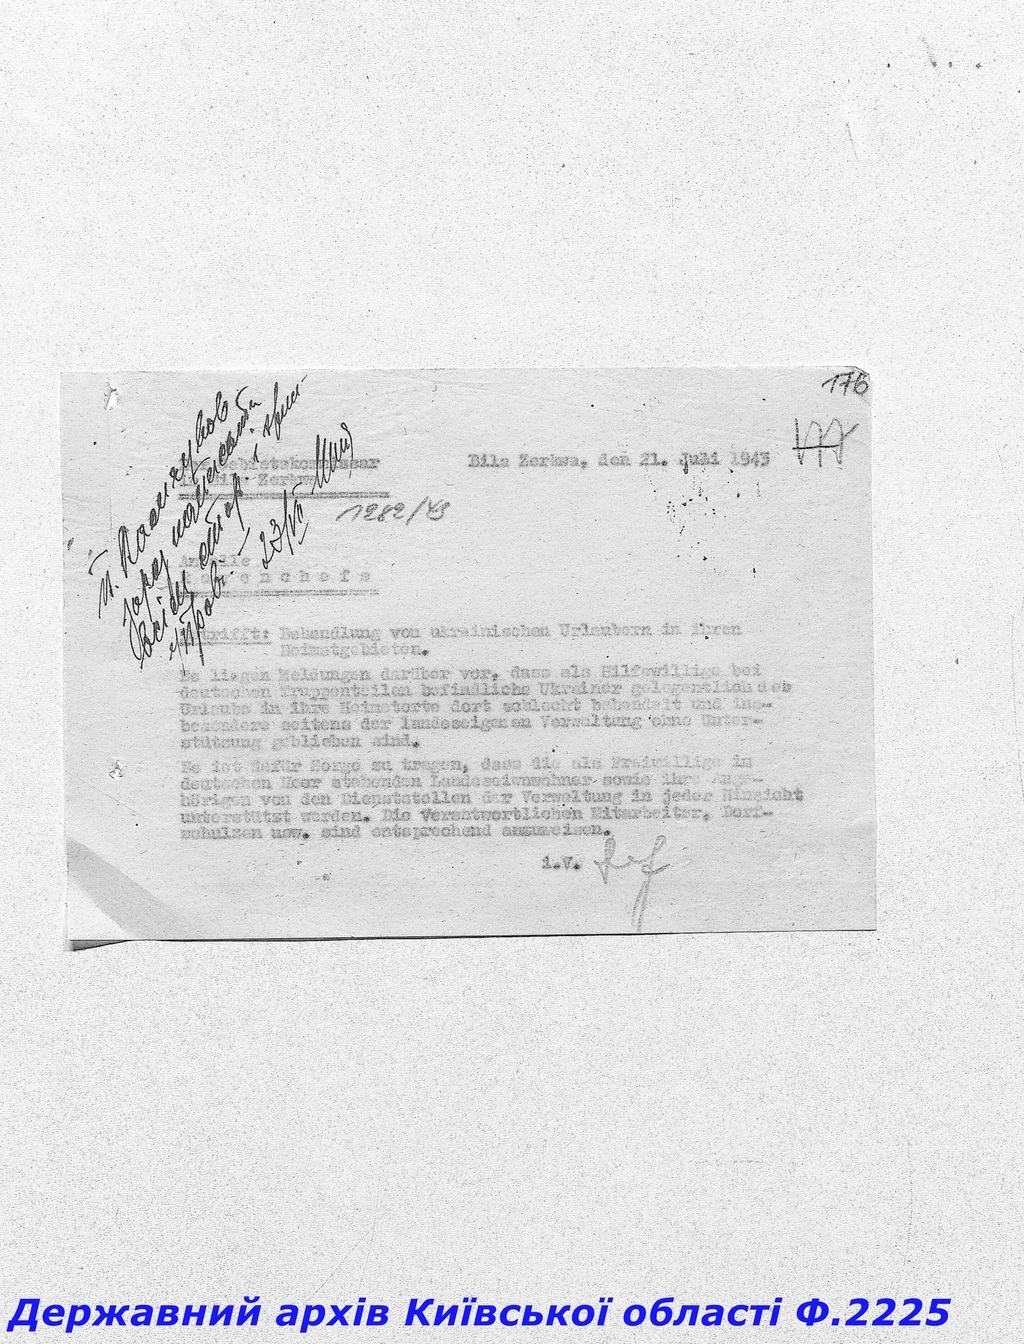 176
Der Gebietskommissar
in Bila Zerkwa
Bila Zerkwa, den 21. Juli 1943
1282/43
An alle
Rayonchefs
Betrifft: Behandlung von ukrainischen Urlaubern in ihren
Heimatgebieten.
Es liegen Meldungen darüber vor, dass als Hilfswillige bei
deutschen Truppenteilen befindliche Ukrainer gelegentlich des
Urlaubs in ihre Heimatorte dort schlecht behandelt und ins-
besondere seitens der landeseigenen Verwaltung ohne Unter-
stützung geblieben sind.
Es ist dafür Sorge zu tragen, dass die als Freiwillige im
deutschen Heer stehenden Landeseinwohner sowie ihre Ange-
hörigen von den Dienststellen der Verwaltung in jeder Hinsicht
unterstützt werden. Die verantwortlichen Mitarbeiter, Dorf-
schulzen usw. sind entsprechend anzuweisen.
i.V.
23/VII
Державний архів Київської області Ф.2225